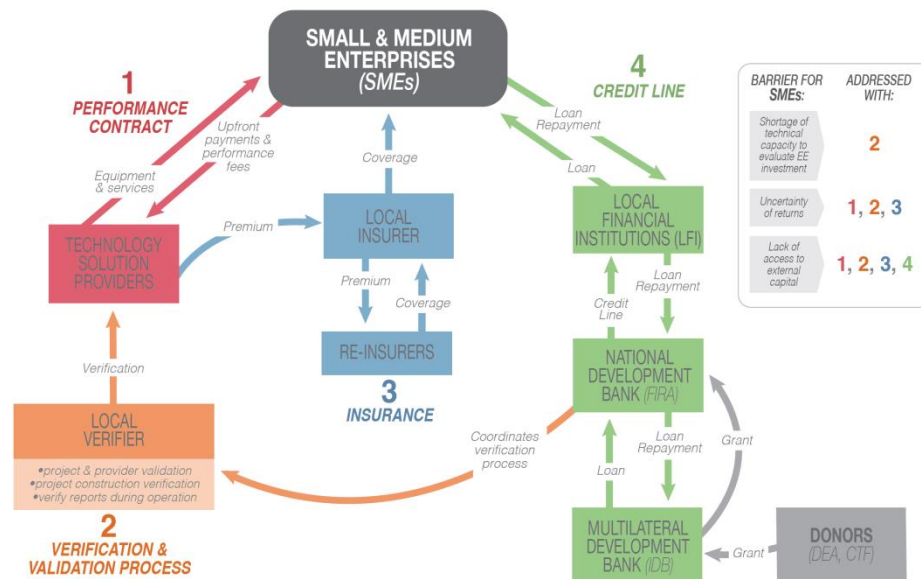 SMALL & MEDIUM
ENTERPRISES
(SMEs)
1
PERFORMANCE
CONTRACT
4
CREDIT LINE
Upfront
payments &
performance
fees
Equipment
& services
Coverage
Loan
Repayment
Loan
BARRIER FOR
SMEs:
ADDRESSED
WITH:
Shortage of
technical
capacity to
evaluate EE
investment
2
Uncertainty
of returns
1, 2, 3
Lack of
access to
external
capital
1, 2, 3, 4
TECHNOLOGY
SOLUTION
PROVIDERS
Premium
LOCAL
INSURER
LOCAL
FINANCIAL
INSTITUTIONS (LFI)
Premium
Coverage
Credit
Line
Loan
Repayment
RE-INSURERS
3
INSURANCE
NATIONAL
DEVELOPMENT
BANK (FIRA)
Verification
LOCAL
VERIFIER
•project & provider validation
•project construction verification
•verify reports during operation
2
VERIFICATION &
VALIDATION PROCESS
Coordinates
verification
process
Loan
Loan
Repayment
Grant
MULTILATERAL
DEVELOPMENT
BANK (IDB)
Grant
DONORS
(DEA, CTF)